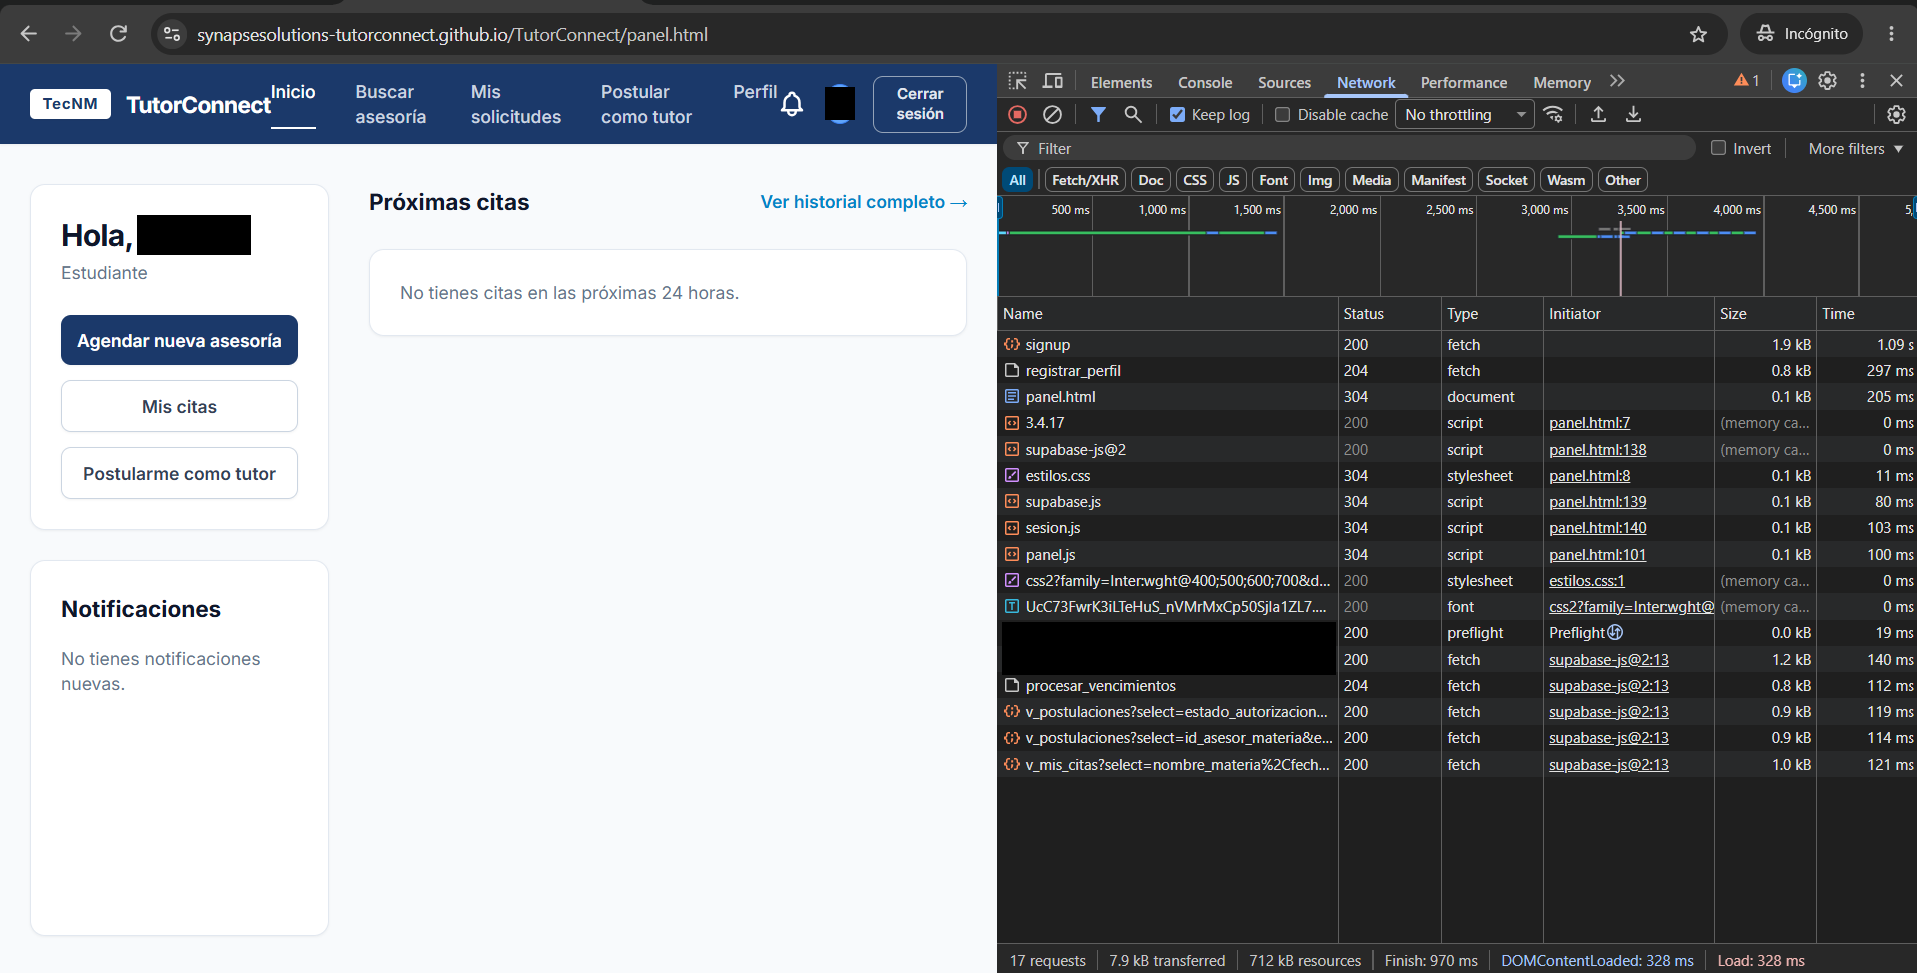 synapsesolutions-tutorconnect.github.io/TutorConnect/panel.html
Incógnito
TecNM
TutorConnect
Inicio
Buscar
asesoría
Mis
solicitudes
Postular
como tutor
Perfil
Cerrar
sesión
Hola,
Estudiante
Agendar nueva asesoría
Mis citas
Postularme como tutor
Notificaciones
No tienes notificaciones
nuevas.
Próximas citas
Ver historial completo →
No tienes citas en las próximas 24 horas.
Elements Console Sources Network Performance Memory 1
Keep log Disable cache No throttling
Filter Invert More filters
All Fetch/XHR Doc CSS JS Font Img Media Manifest Socket Wasm Other
500 ms 1,000 ms 1,500 ms 2,000 ms 2,500 ms 3,000 ms 3,500 ms 4,000 ms 4,500 ms 5,
Name Status Type Initiator Size Time
signup 200 fetch 1.9 kB 1.09 s
registrar_perfil 204 fetch 0.8 kB 297 ms
panel.html 304 document 0.1 kB 205 ms
3.4.17 200 script panel.html:7 (memory ca... 0 ms
supabase-js@2 200 script panel.html:138 (memory ca... 0 ms
estilos.css 304 stylesheet panel.html:8 0.1 kB 11 ms
supabase.js 304 script panel.html:139 0.1 kB 80 ms
sesion.js 304 script panel.html:140 0.1 kB 103 ms
panel.js 304 script panel.html:101 0.1 kB 100 ms
css2?family=Inter:wght@400;500;600;700&d... 200 stylesheet estilos.css:1 (memory ca... 0 ms
UcC73FwrK3iLTeHuS_nVMrMxCp50SjIa1ZL7.... 200 font css2?family=Inter:wght@ (memory ca... 0 ms
200 preflight Preflight 0.0 kB 19 ms
200 fetch supabase-js@2:13 1.2 kB 140 ms
procesar_vencimientos 204 fetch supabase-js@2:13 0.8 kB 112 ms
v_postulaciones?select=estado_autorizacion... 200 fetch supabase-js@2:13 0.9 kB 119 ms
v_postulaciones?select=id_asesor_materia&e... 200 fetch supabase-js@2:13 0.9 kB 114 ms
v_mis_citas?select=nombre_materia%2Cfech... 200 fetch supabase-js@2:13 1.0 kB 121 ms
17 requests 7.9 kB transferred 712 kB resources Finish: 970 ms DOMContentLoaded: 328 ms Load: 328 ms